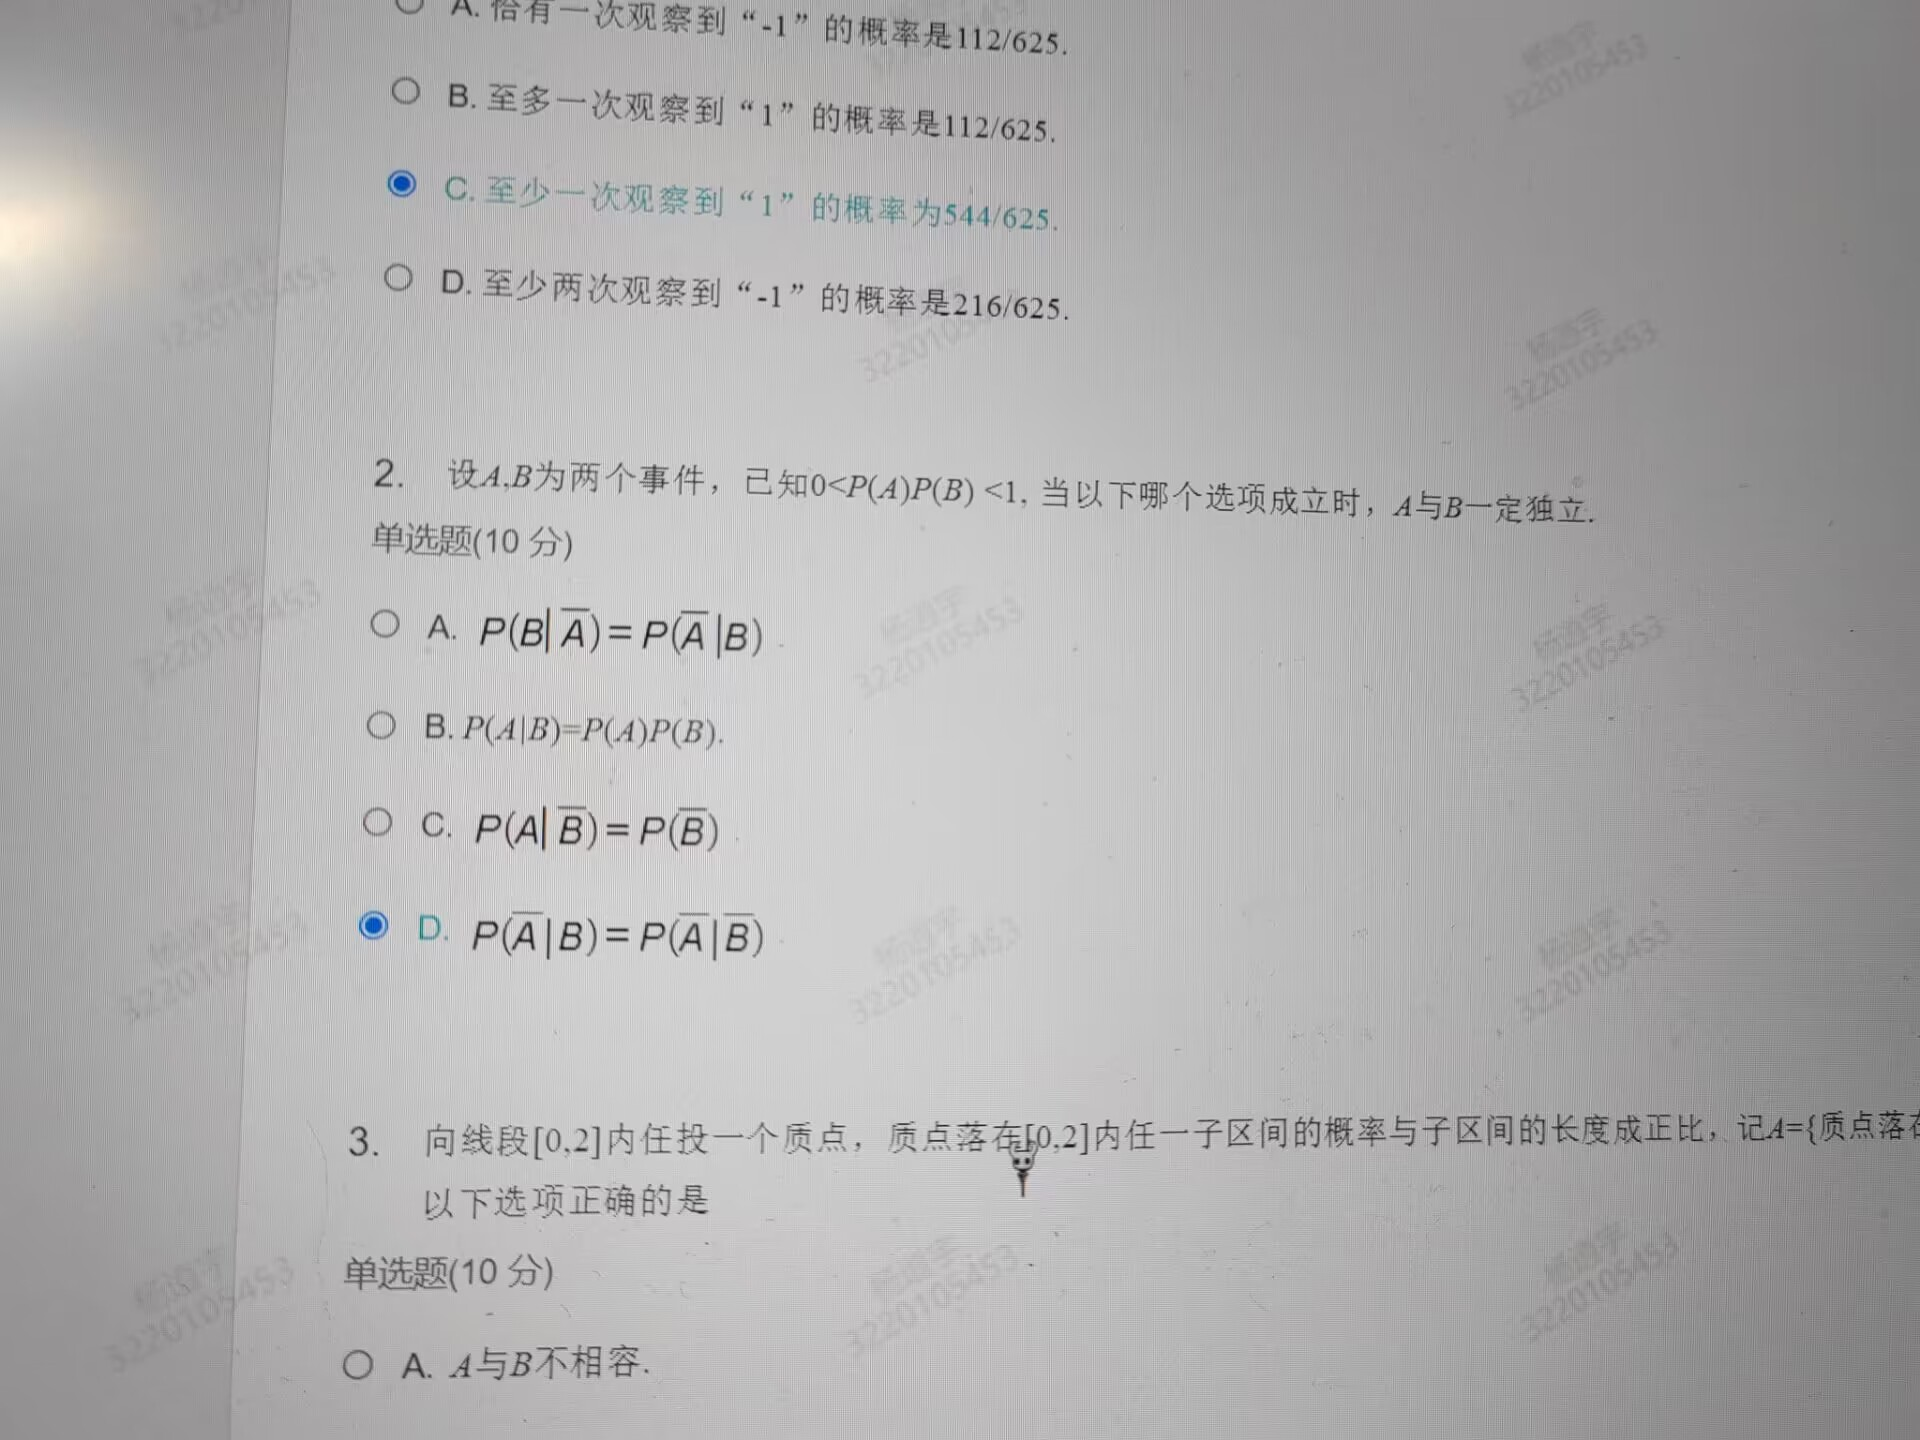 A. 恰有一次观察到“-1”的概率是112/625.
B. 至多一次观察到“1”的概率是112/625.
C. 至少一次观察到“1”的概率为544/625.
D. 至少两次观察到“-1”的概率是216/625.
2. 设A,B为两个事件，已知0<P(A)P(B)<1, 当以下哪个选项成立时，A与B一定独立.
单选题(10 分)
A. P(B|A̅)=P(A̅|B)
B. P(A|B)=P(A)P(B).
C. P(A|B̅)=P(B̅)
D. P(A̅|B)=P(A̅|B̅)
3. 向线段[0,2]内任投一个质点，质点落在[0,2]内任一子区间的概率与子区间的长度成正比，记A={质点落在
以下选项正确的是
单选题(10 分)
A. A与B不相容.
3220105453